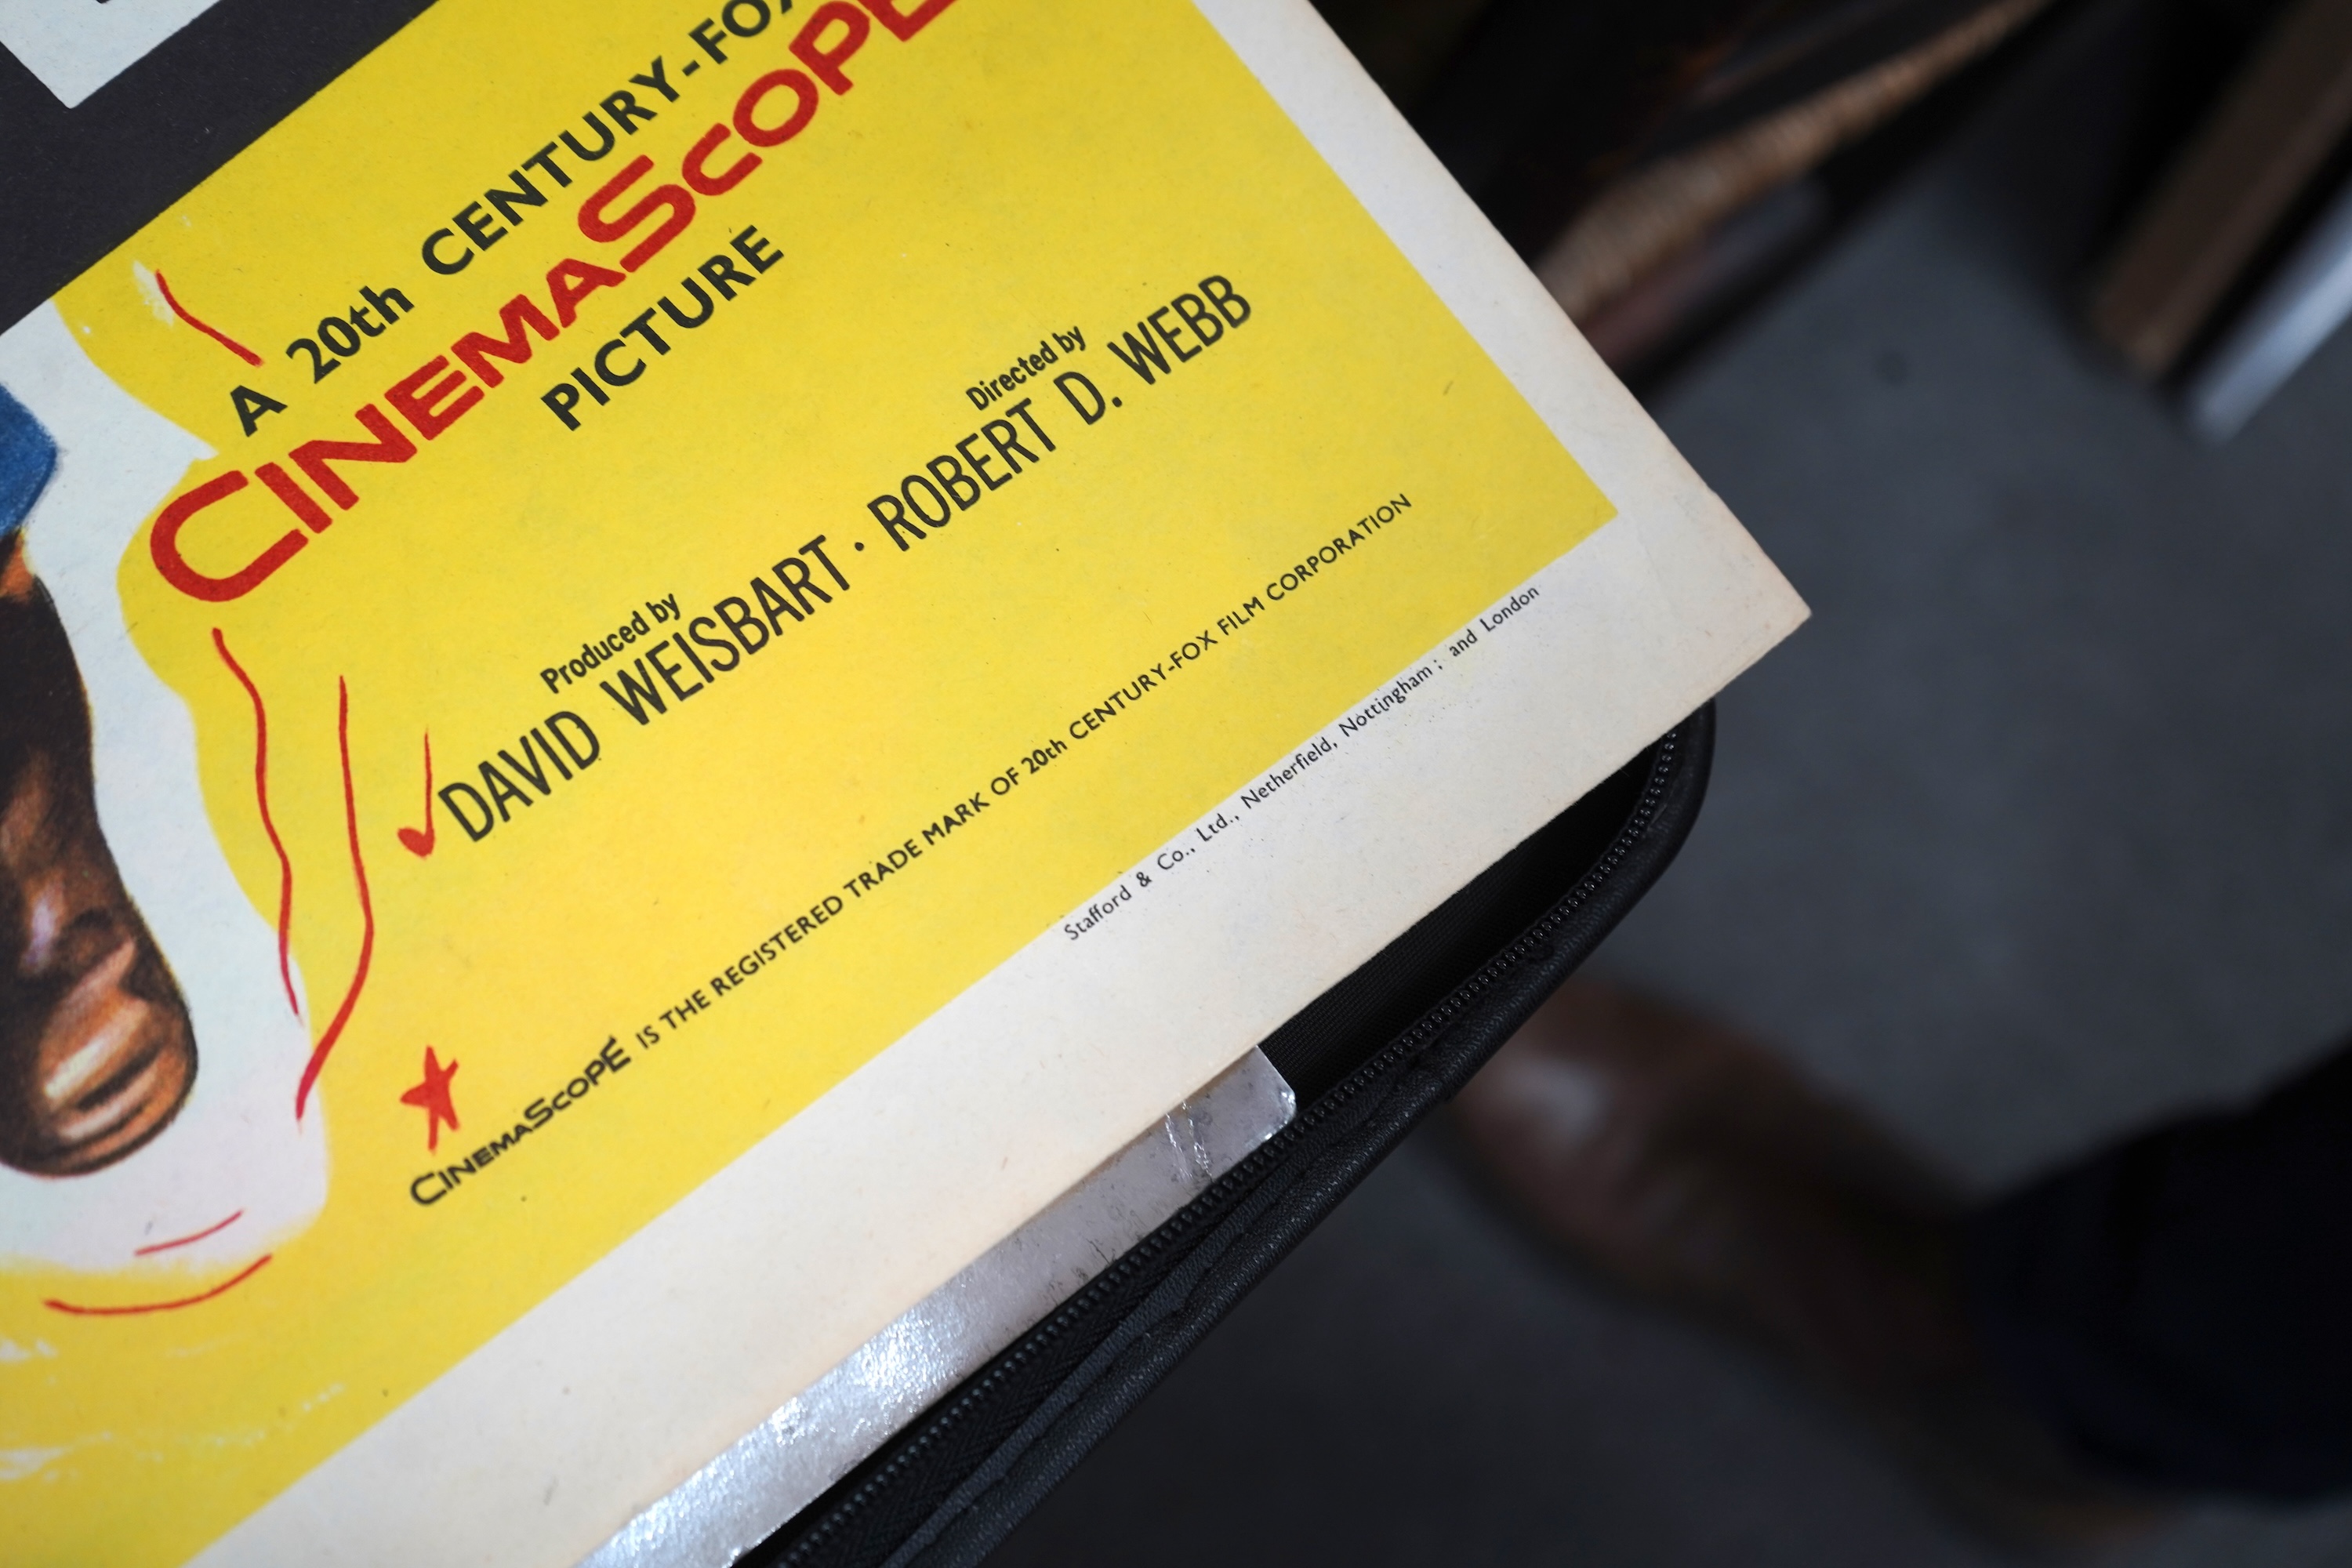 A 20th CENTURY-FOX
CINEMASCOPE
PICTURE
Produced by
DAVID WEISBART ·
Directed by
ROBERT D. WEBB
CINEMASCOPE IS THE REGISTERED TRADE MARK OF 20th CENTURY-FOX FILM CORPORATION
Stafford & Co., Ltd., Netherfield, Nottingham ; and London